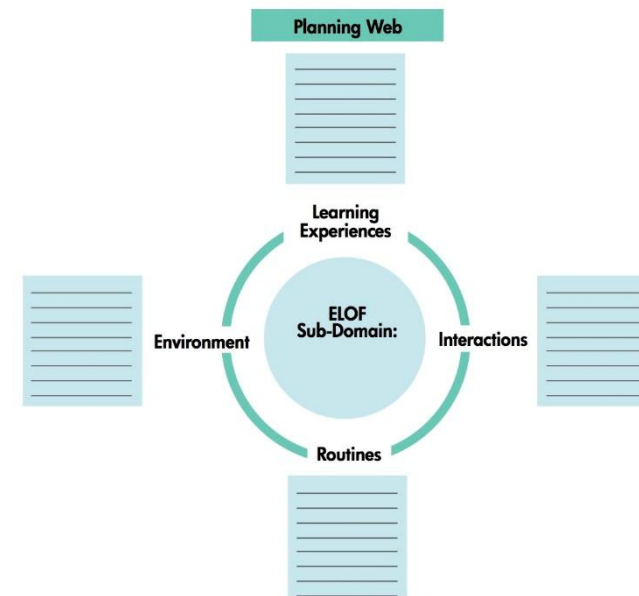 Planning Web
Learning
Experiences
ELOF
Sub-Domain:
Environment
Interactions
Routines